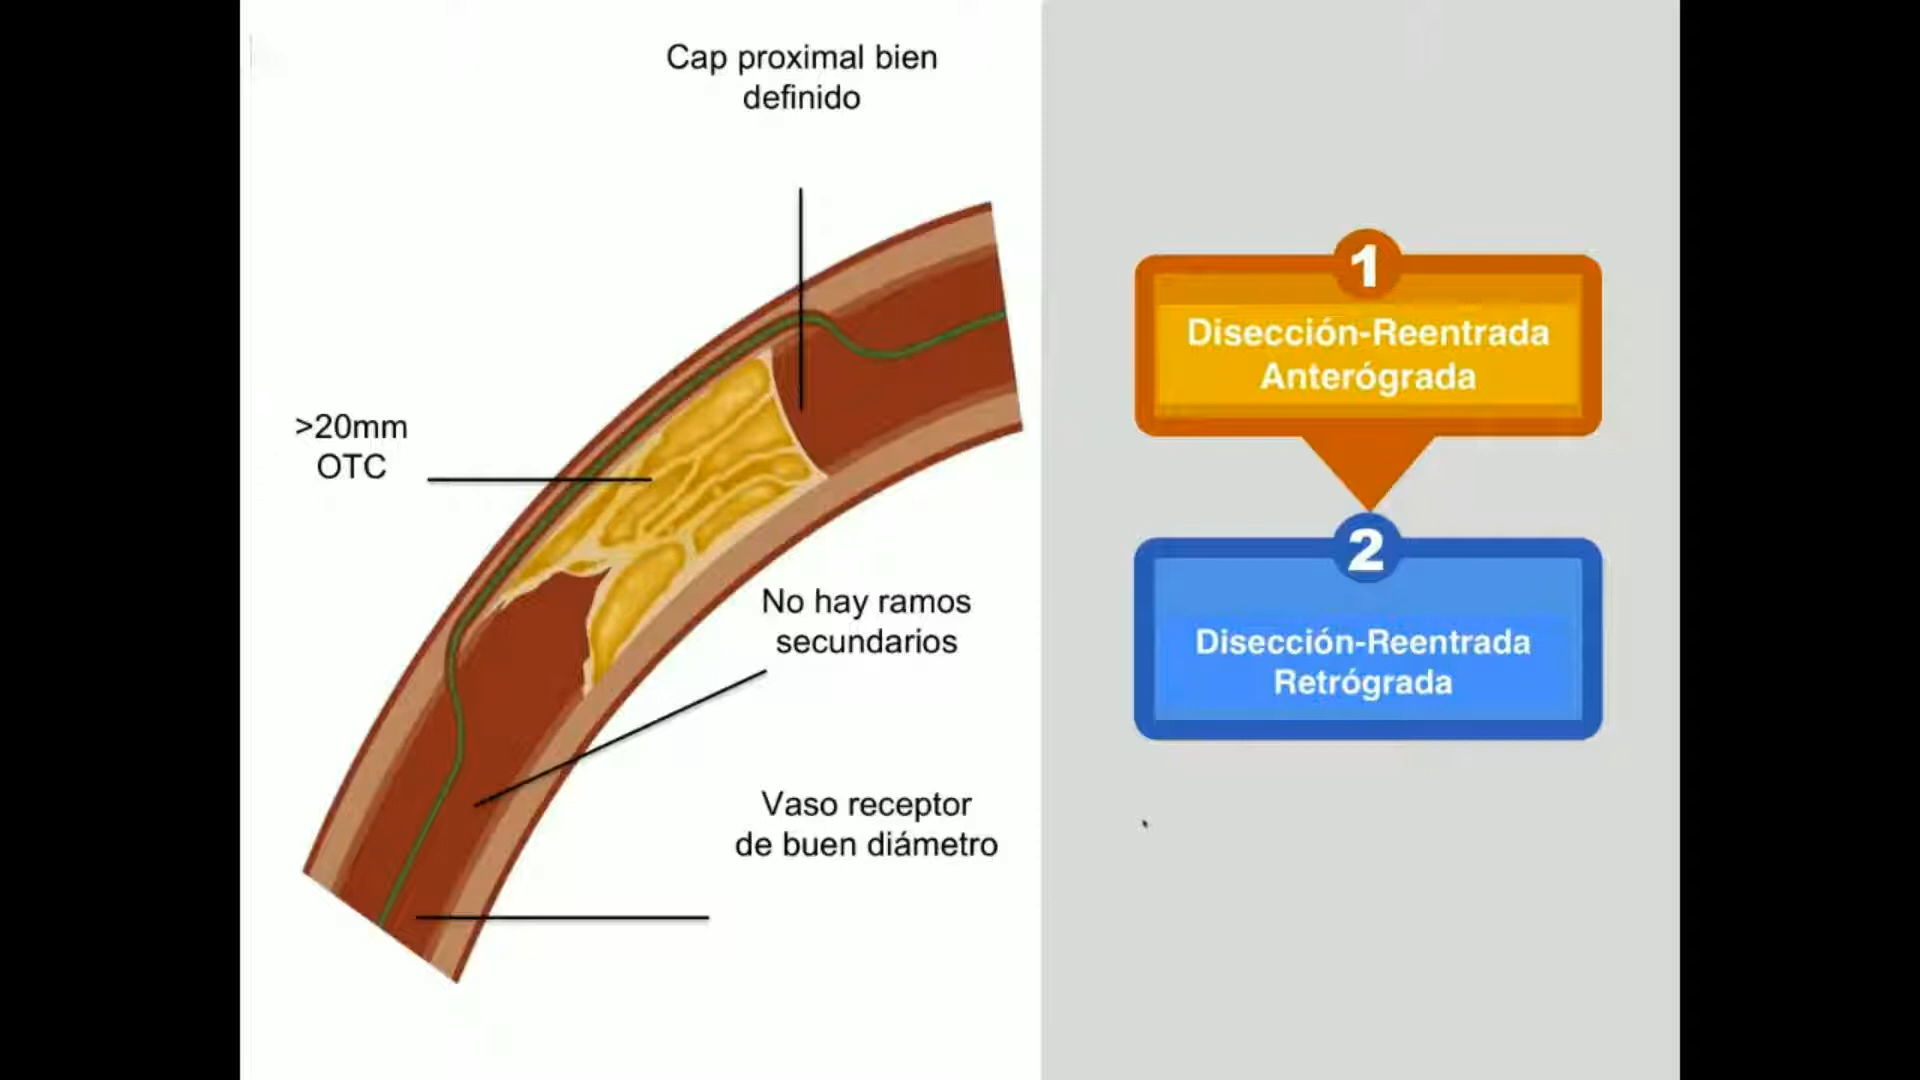 Cap proximal bien
definido
>20mm
OTC
No hay ramos
secundarios
Vaso receptor
de buen diámetro
1
Disección-Reentrada
Anterógrada
2
Disección-Reentrada
Retrógrada